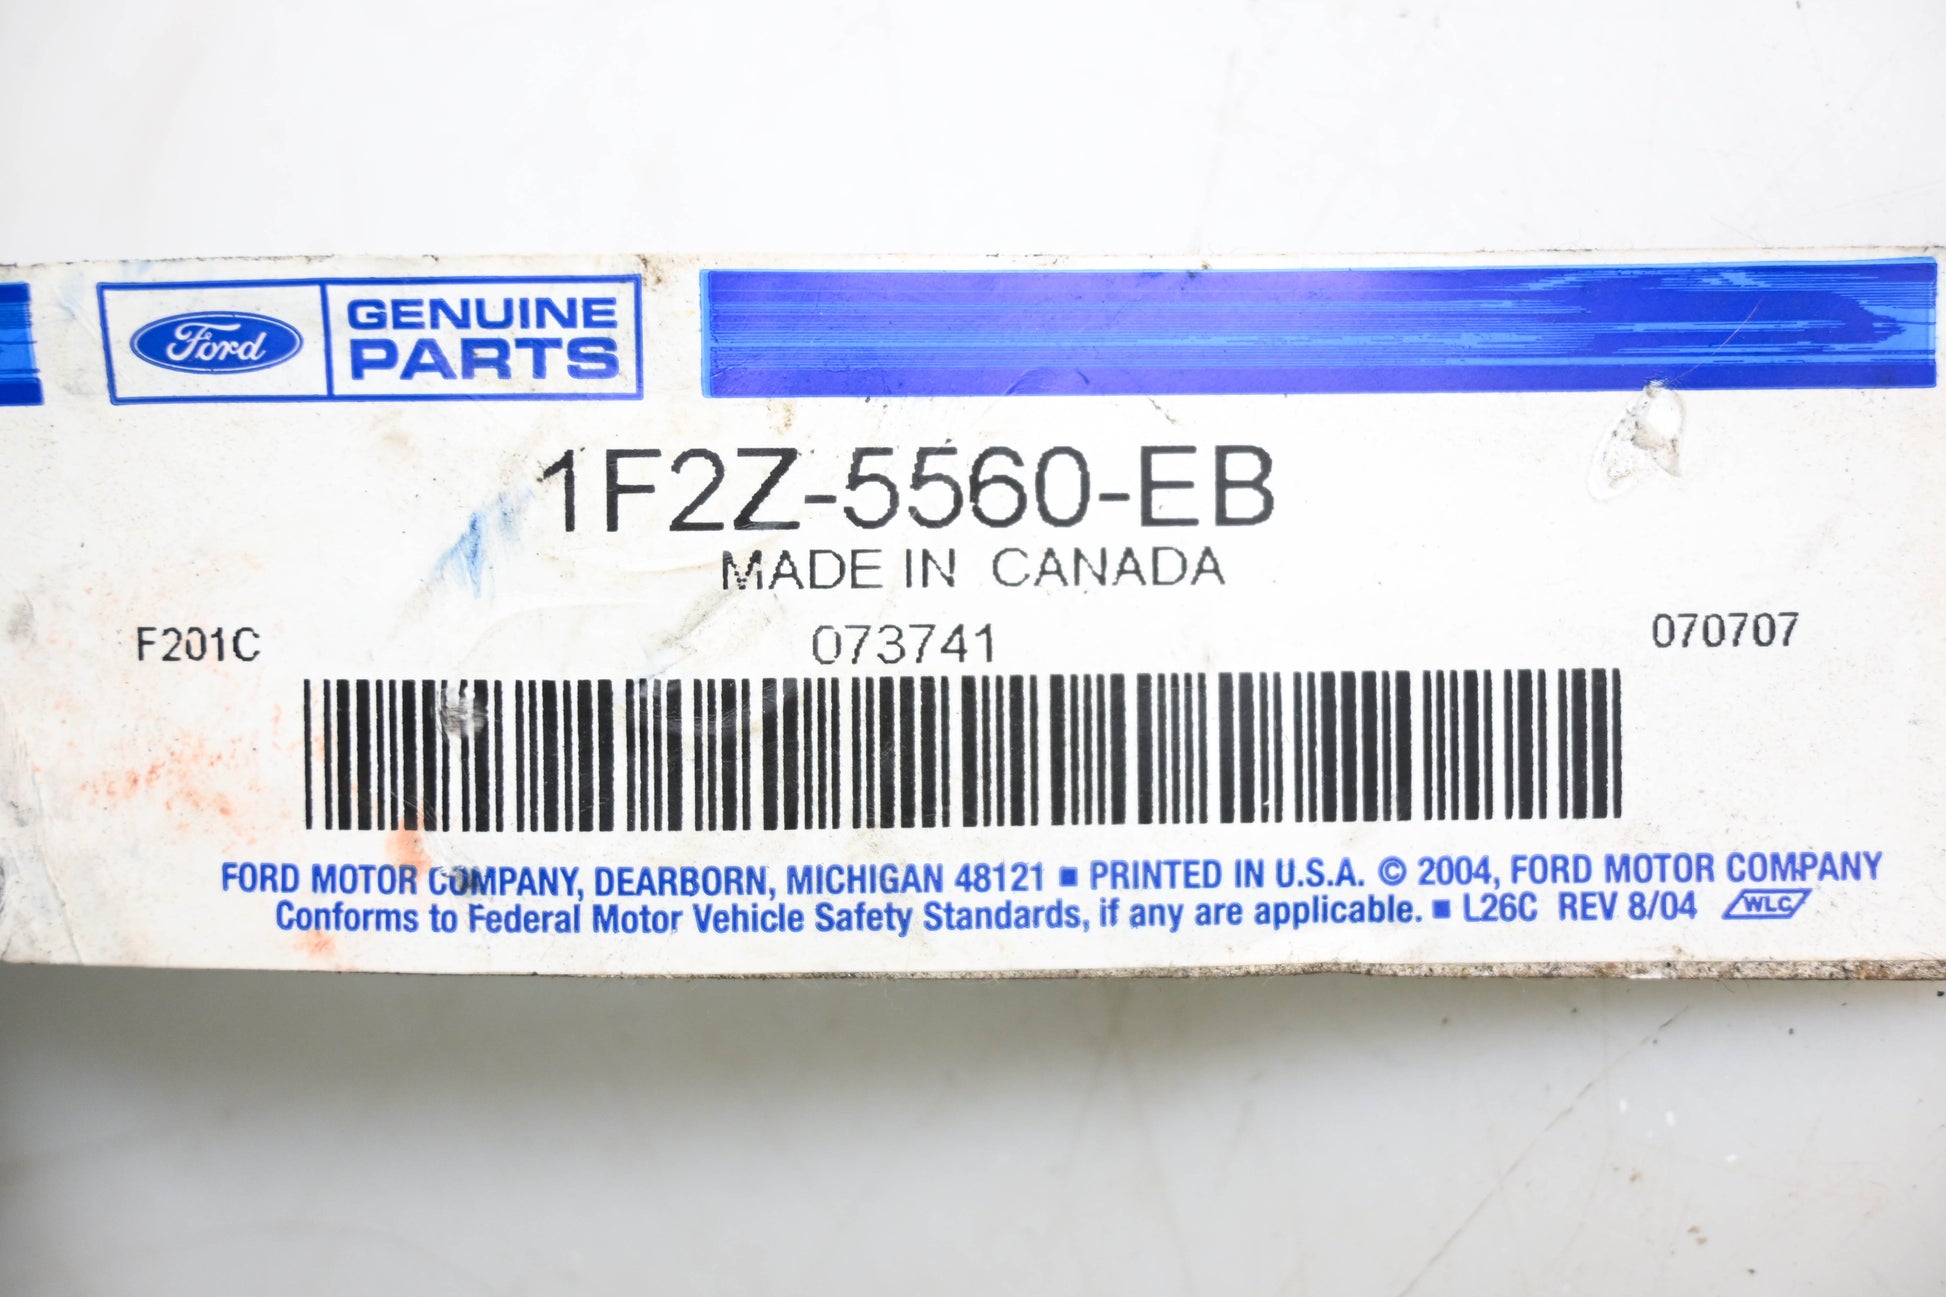 Ford
GENUINE
PARTS
1F2Z-5560-EB
MADE IN CANADA
F201C 073741 070707
FORD MOTOR COMPANY, DEARBORN, MICHIGAN 48121 ■ PRINTED IN U.S.A. © 2004, FORD MOTOR COMPANY
Conforms to Federal Motor Vehicle Safety Standards, if any are applicable. ■ L26C REV 8/04 WLC